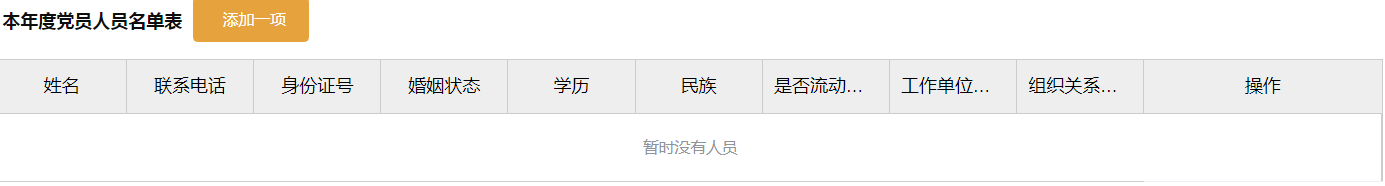 本年度党员人员名单表 添加一项
姓名 联系电话 身份证号 婚姻状态 学历 民族 是否流动... 工作单位... 组织关系... 操作
暂时没有人员